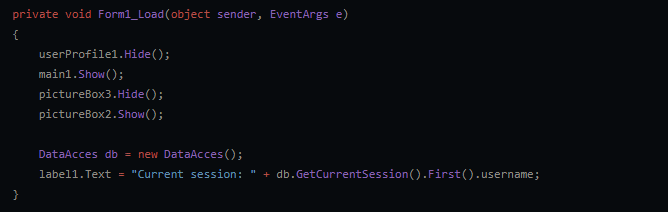 private void Form1_Load(object sender, EventArgs e)
{
    userProfile1.Hide();
    main1.Show();
    pictureBox3.Hide();
    pictureBox2.Show();

    DataAcces db = new DataAcces();
    label1.Text = "Current session: " + db.GetCurrentSession().First().username;
}